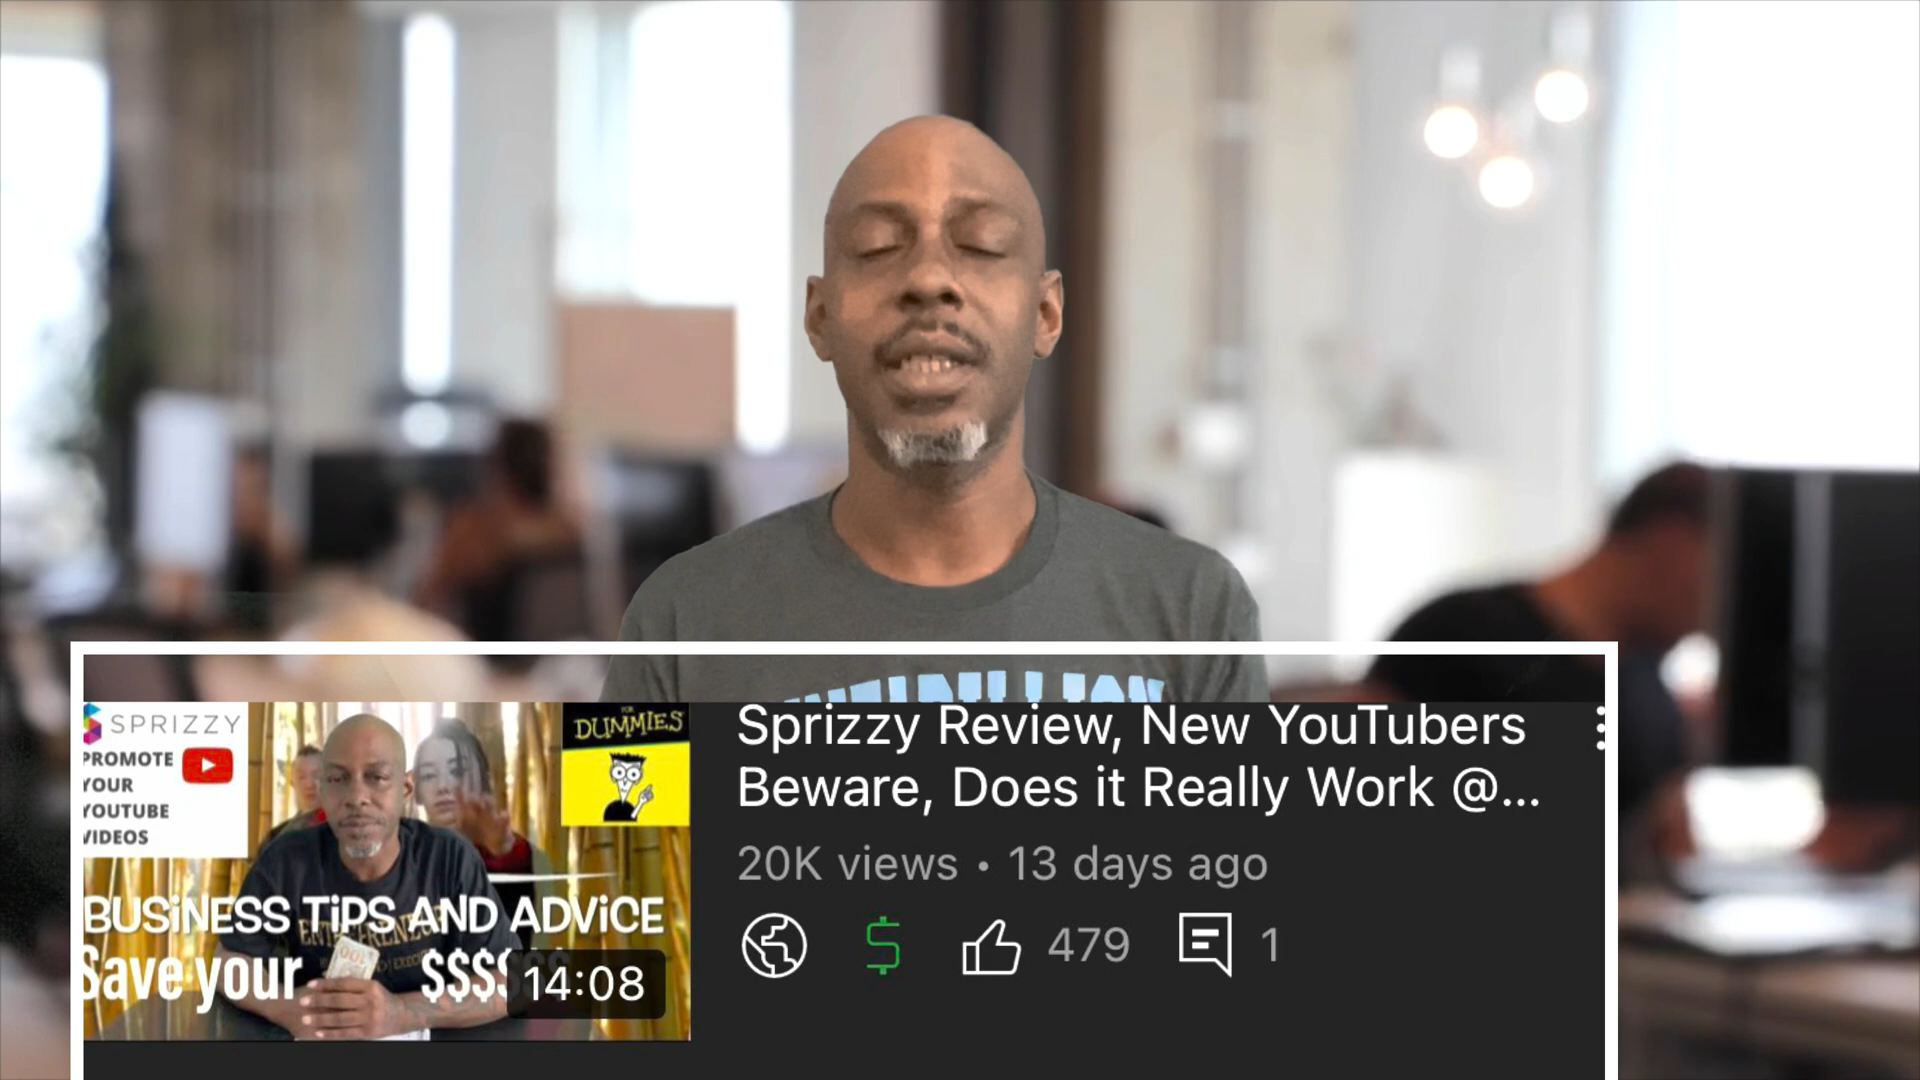 SPRIZZY
PROMOTE
YOUR
YOUTUBE
VIDEOS
FOR
DUMMIES
BUSiNESS TiPS AND ADViCE
Save your $$$$
14:08
Sprizzy Review, New YouTubers
Beware, Does it Really Work @...
20K views • 13 days ago
479
1